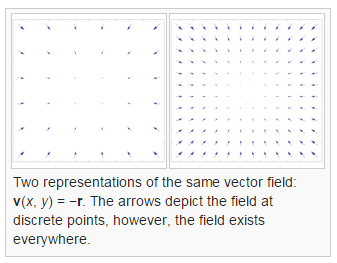 Two representations of the same vector field:
v(x, y) = −r. The arrows depict the field at
discrete points, however, the field exists
everywhere.